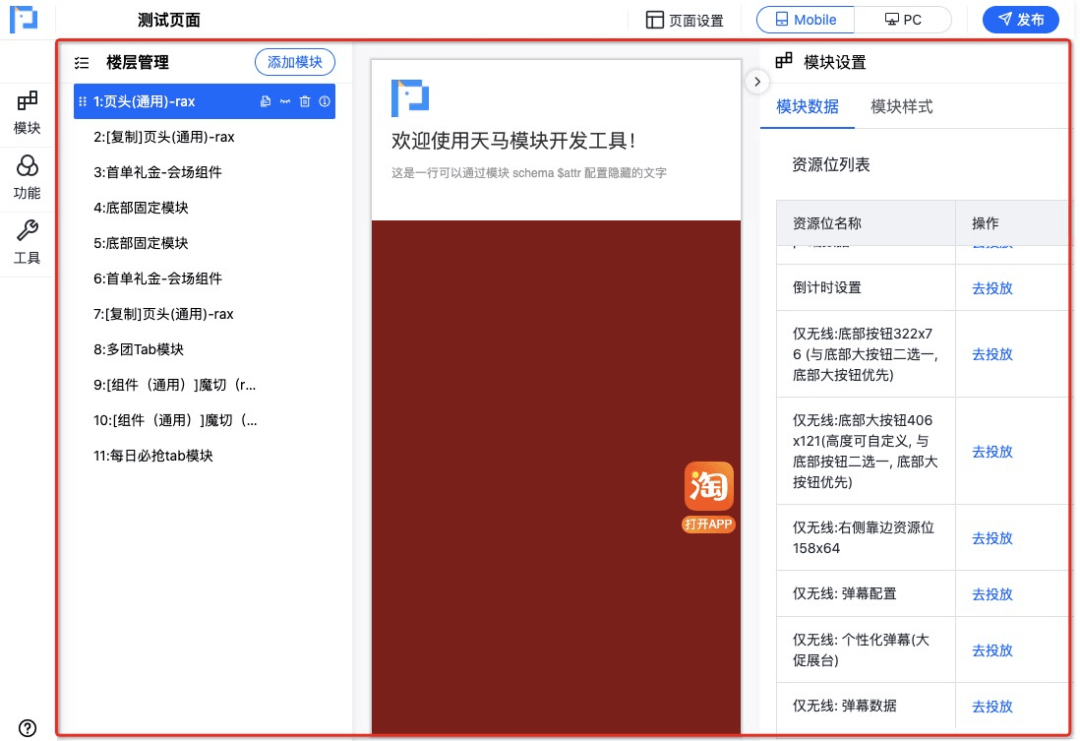 测试页面
页面设置
Mobile
PC
发布
模块
功能
工具
楼层管理
添加模块
1:页头(通用)-rax
2:[复制]页头(通用)-rax
3:首单礼金-会场组件
4:底部固定模块
5:底部固定模块
6:首单礼金-会场组件
7:[复制]页头(通用)-rax
8:多团Tab模块
9:[组件（通用）]魔切（r...
10:[组件（通用）]魔切（...
11:每日必抢tab模块
欢迎使用天马模块开发工具！
这是一行可以通过模块 schema $attr 配置隐藏的文字
淘
打开APP
模块设置
模块数据
模块样式
资源位列表
资源位名称
操作
倒计时设置
去投放
仅无线:底部按钮322x7
6 (与底部大按钮二选一,
底部大按钮优先)
去投放
仅无线:底部大按钮406
x121(高度可自定义, 与
底部按钮二选一, 底部大
按钮优先)
去投放
仅无线:右侧靠边资源位
158x64
去投放
仅无线: 弹幕配置
去投放
仅无线: 个性化弹幕(大
促展台)
去投放
仅无线: 弹幕数据
去投放